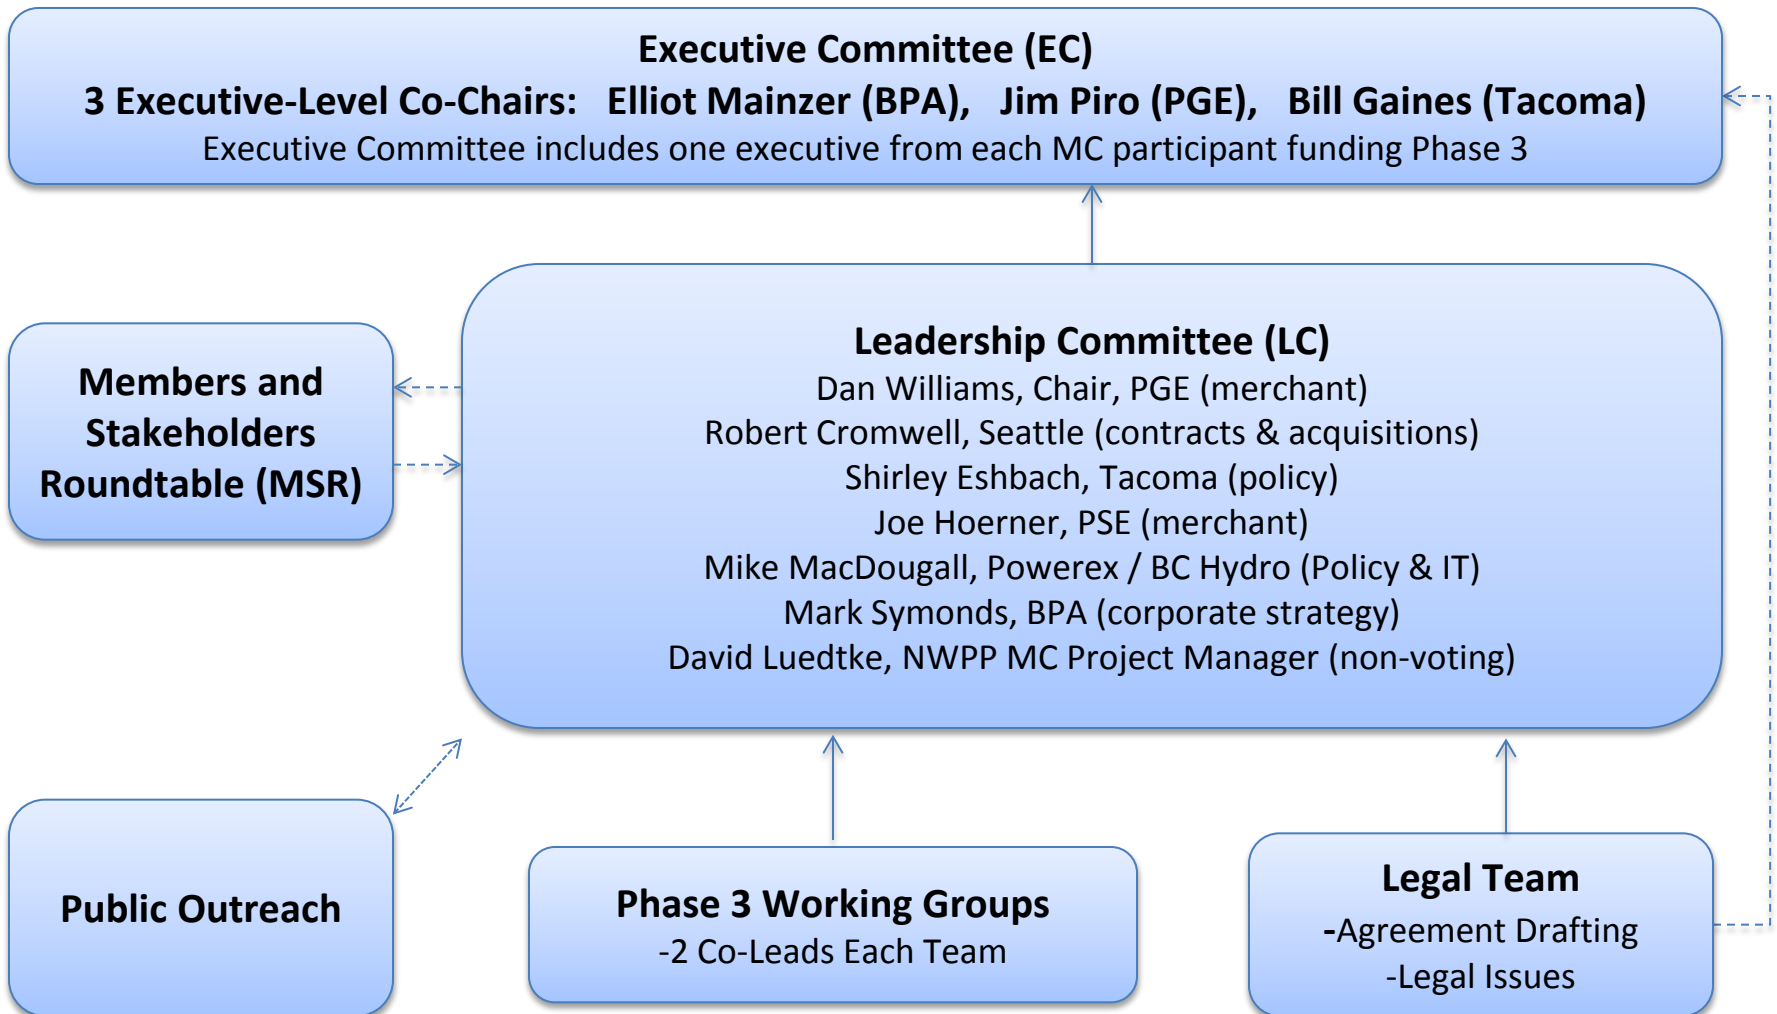 Executive Committee (EC)
3 Executive-Level Co-Chairs: Elliot Mainzer (BPA), Jim Piro (PGE), Bill Gaines (Tacoma)
Executive Committee includes one executive from each MC participant funding Phase 3
Members and
Stakeholders
Roundtable (MSR)
Leadership Committee (LC)
Dan Williams, Chair, PGE (merchant)
Robert Cromwell, Seattle (contracts & acquisitions)
Shirley Eshbach, Tacoma (policy)
Joe Hoerner, PSE (merchant)
Mike MacDougall, Powerex / BC Hydro (Policy & IT)
Mark Symonds, BPA (corporate strategy)
David Luedtke, NWPP MC Project Manager (non-voting)
Public Outreach
Phase 3 Working Groups
-2 Co-Leads Each Team
Legal Team
-Agreement Drafting
-Legal Issues